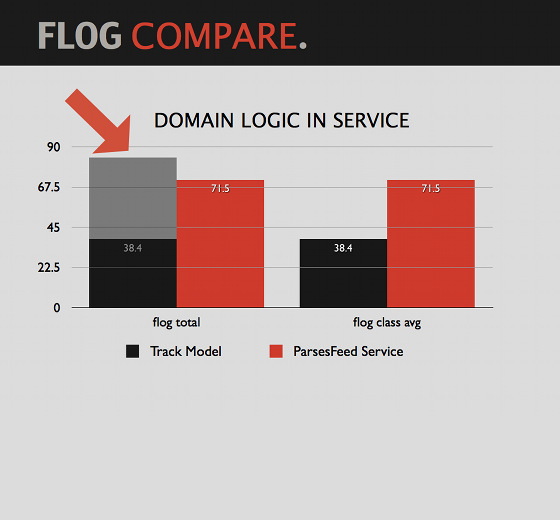 FLOG COMPARE.
DOMAIN LOGIC IN SERVICE
90
67.5
45
22.5
0
71.5
71.5
38.4
38.4
flog total
flog class avg
Track Model
ParsesFeed Service